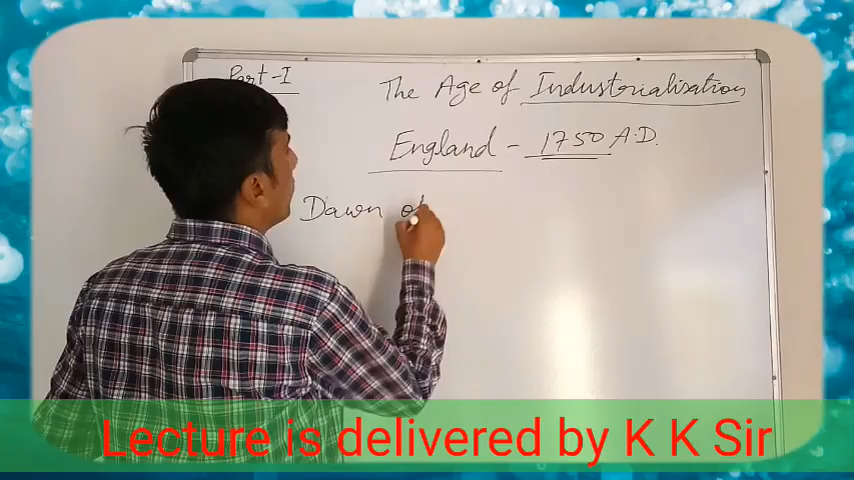 Part-I
The Age of Industrialisation
England - 1750 A.D.
Dawn of
Lecture is delivered by K K Sir